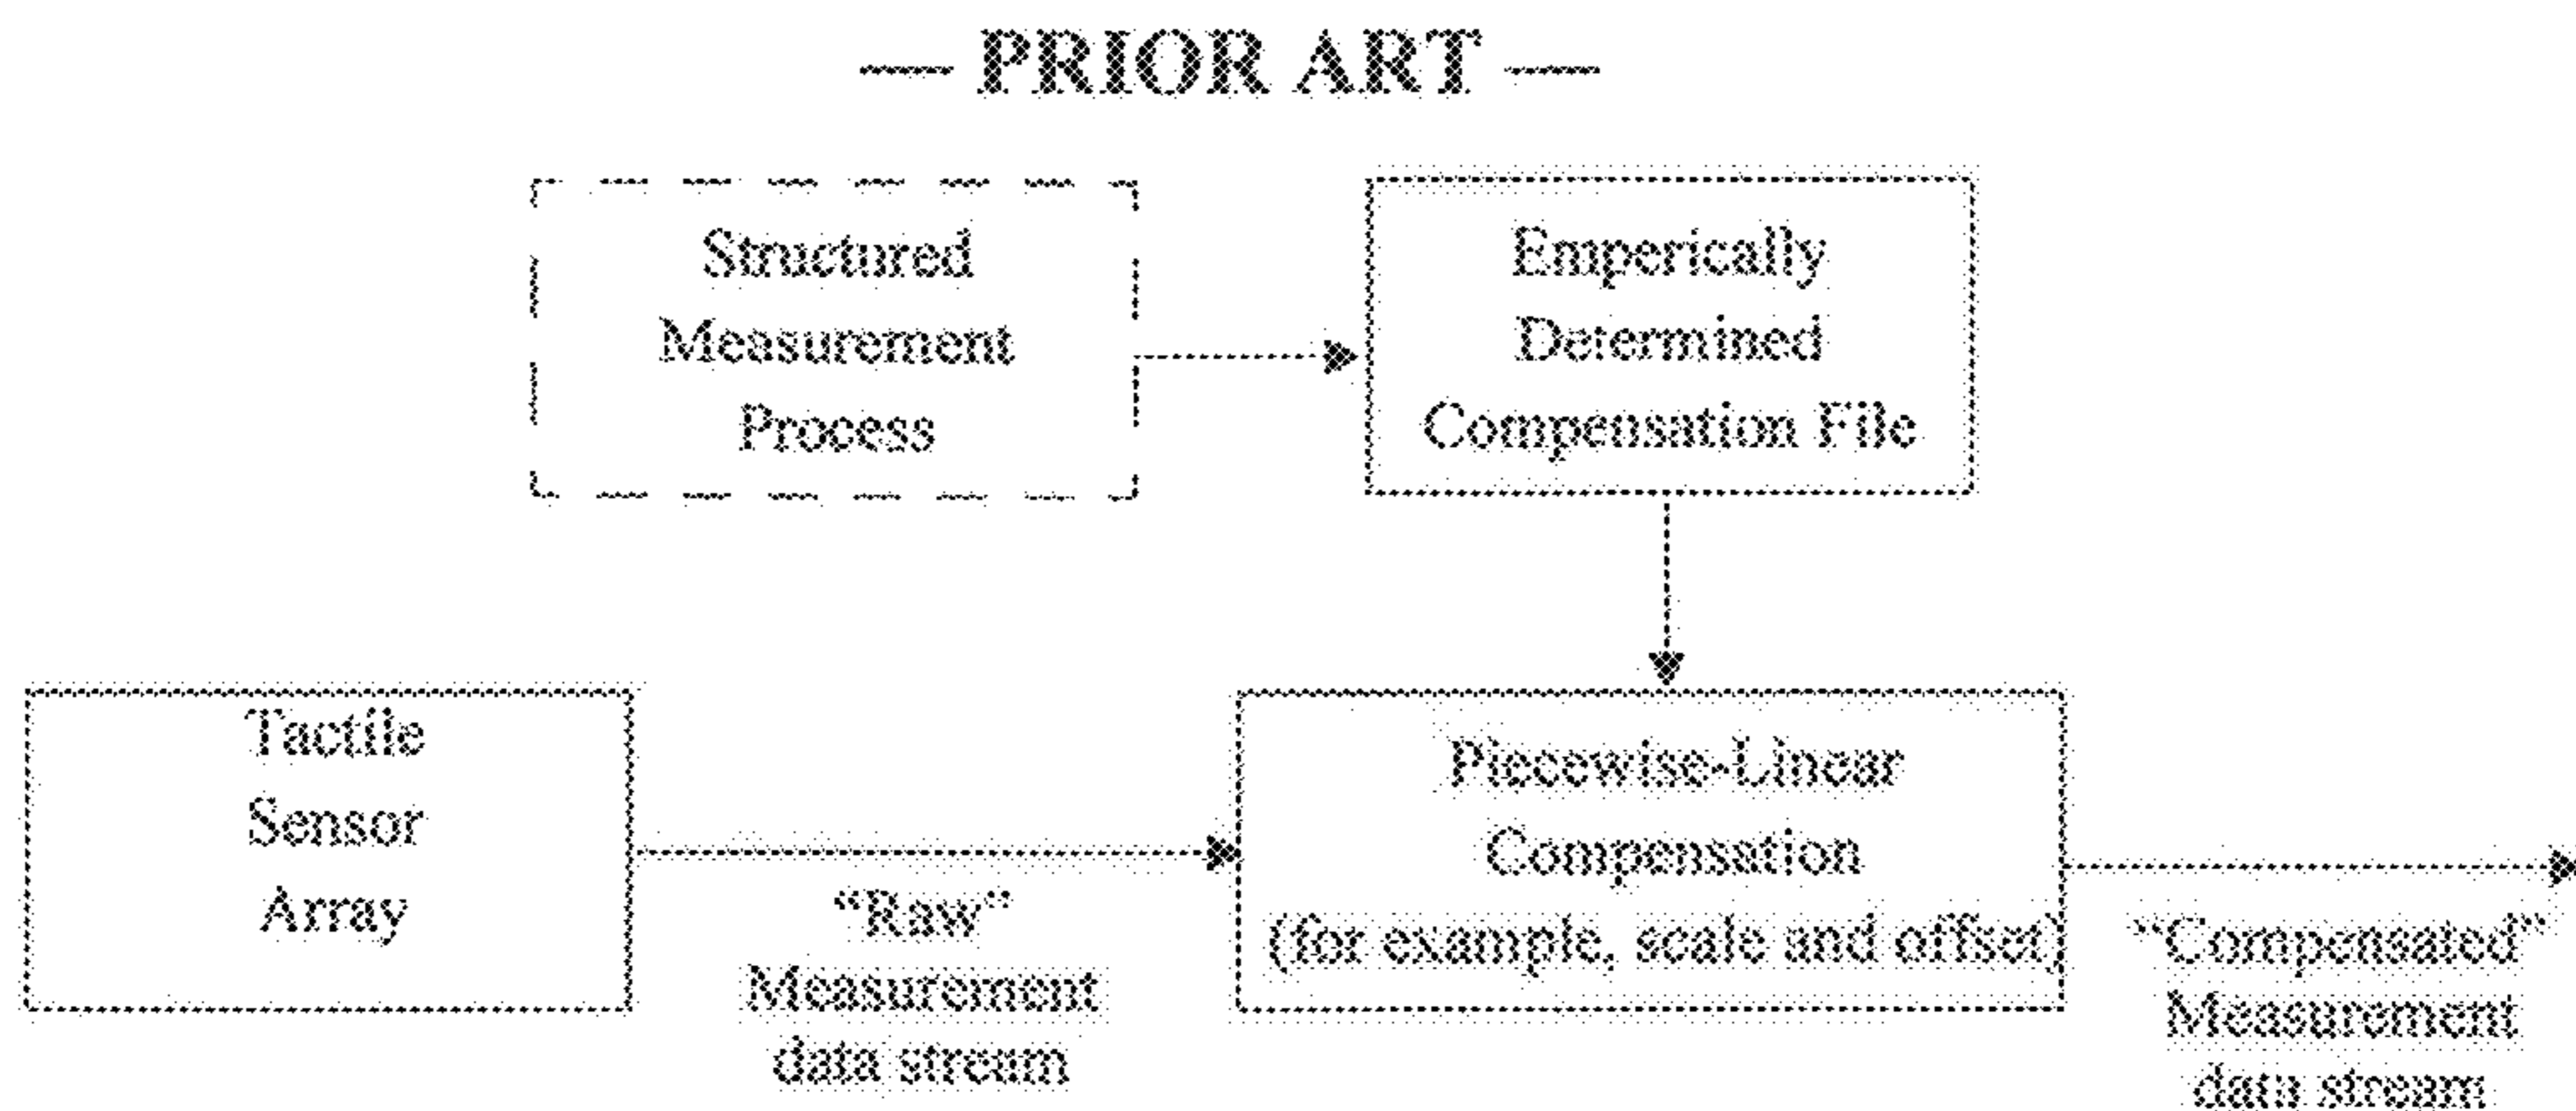 — PRIOR ART —
Structured
Measurement
Process
Emperically
Determined
Compensation File
Tactile
Sensor
Array
“Raw”
Measurement
data stream
Piecewise-Linear
Compensation
(for example, scale and offset)
“Compensated”
Measurement
data stream